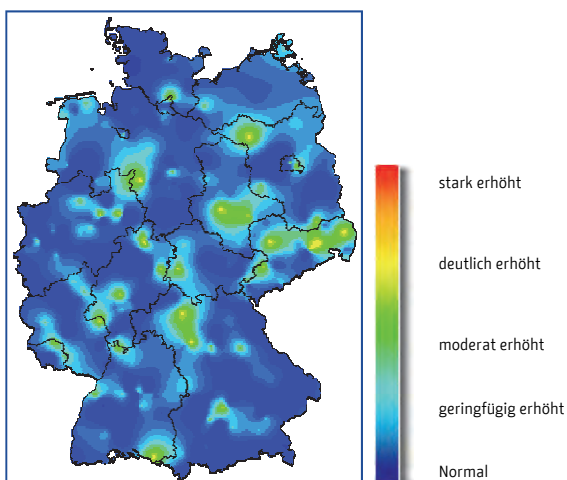 stark erhöht
deutlich erhöht
moderat erhöht
geringfügig erhöht
Normal